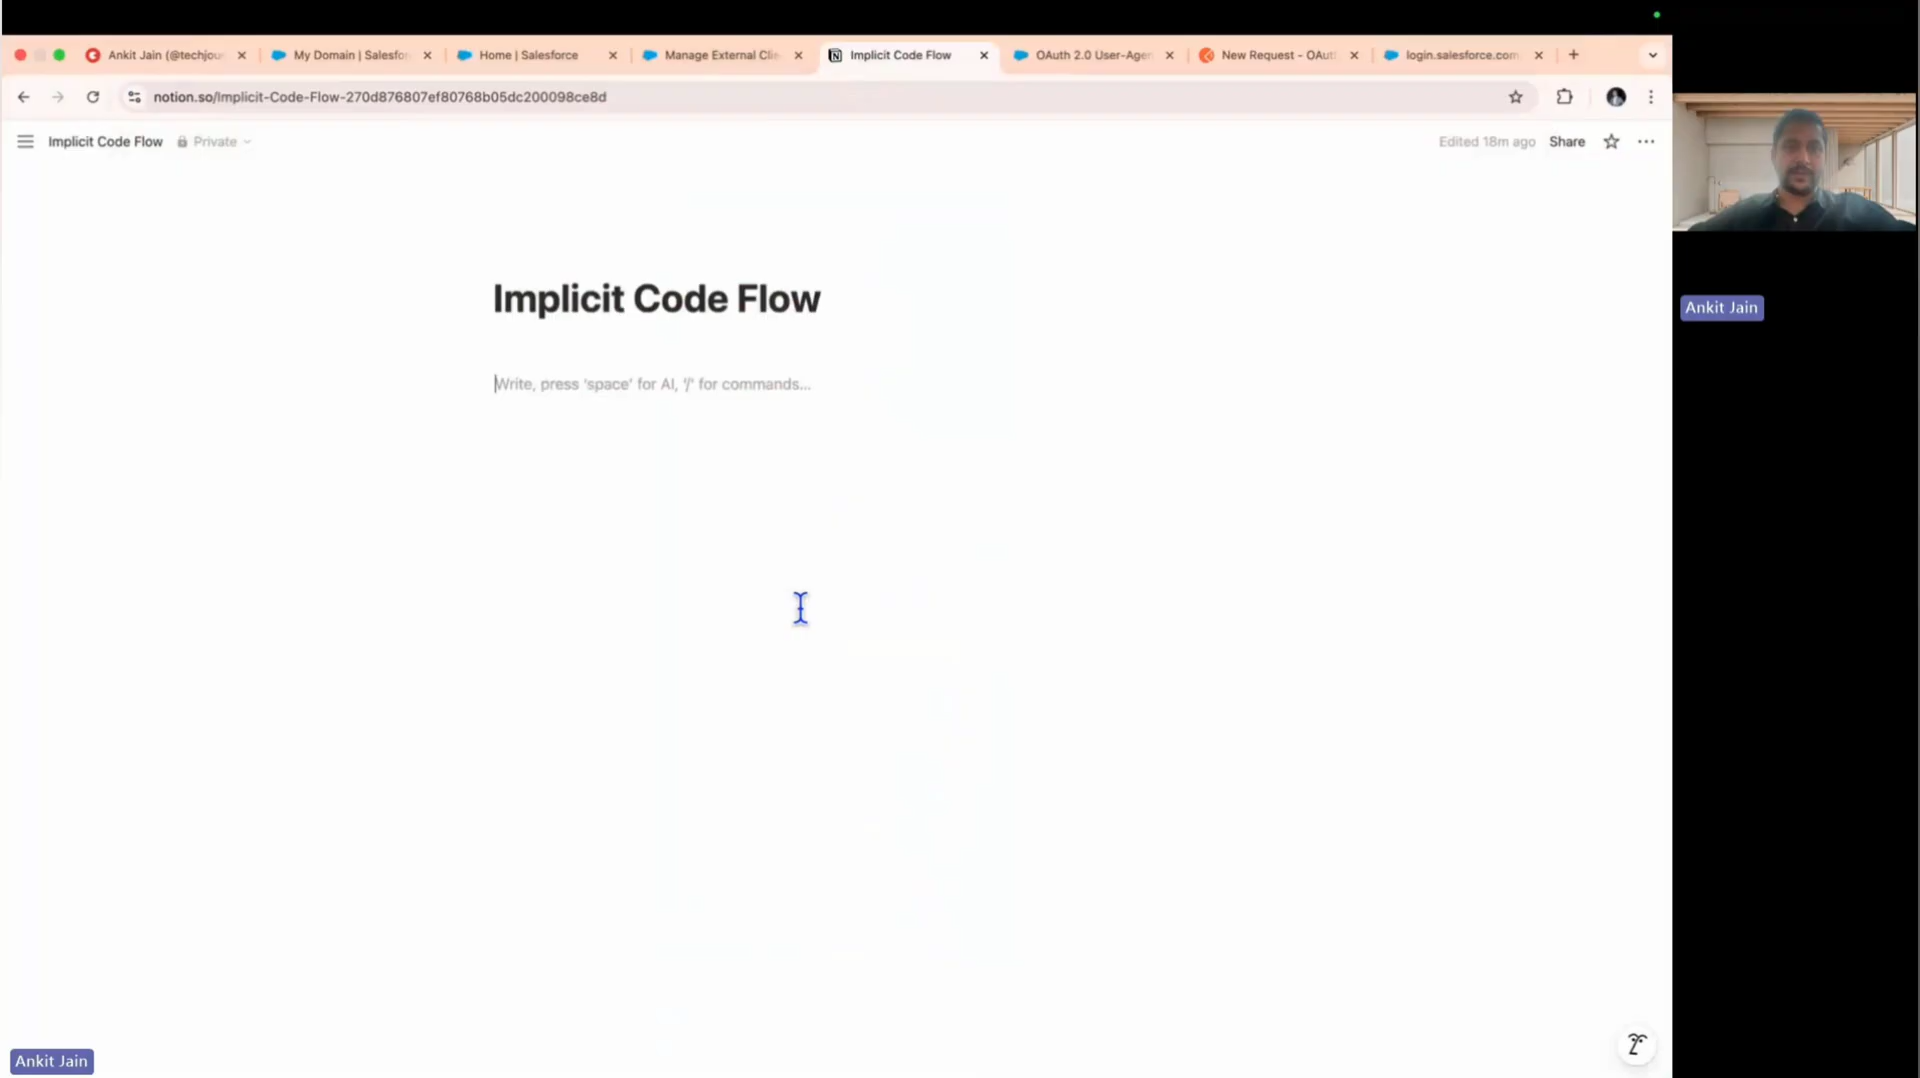 Ankit Jain (@techjou
My Domain | Salesfor
Home | Salesforce
Manage External Clie
Implicit Code Flow
OAuth 2.0 User-Agen
New Request - OAut
login.salesforce.com
notion.so/Implicit-Code-Flow-270d876807ef80768b05dc200098ce8d
Implicit Code Flow
Private
Edited 18m ago
Share
Implicit Code Flow
Write, press 'space' for AI, '/' for commands...
Ankit Jain
Ankit Jain